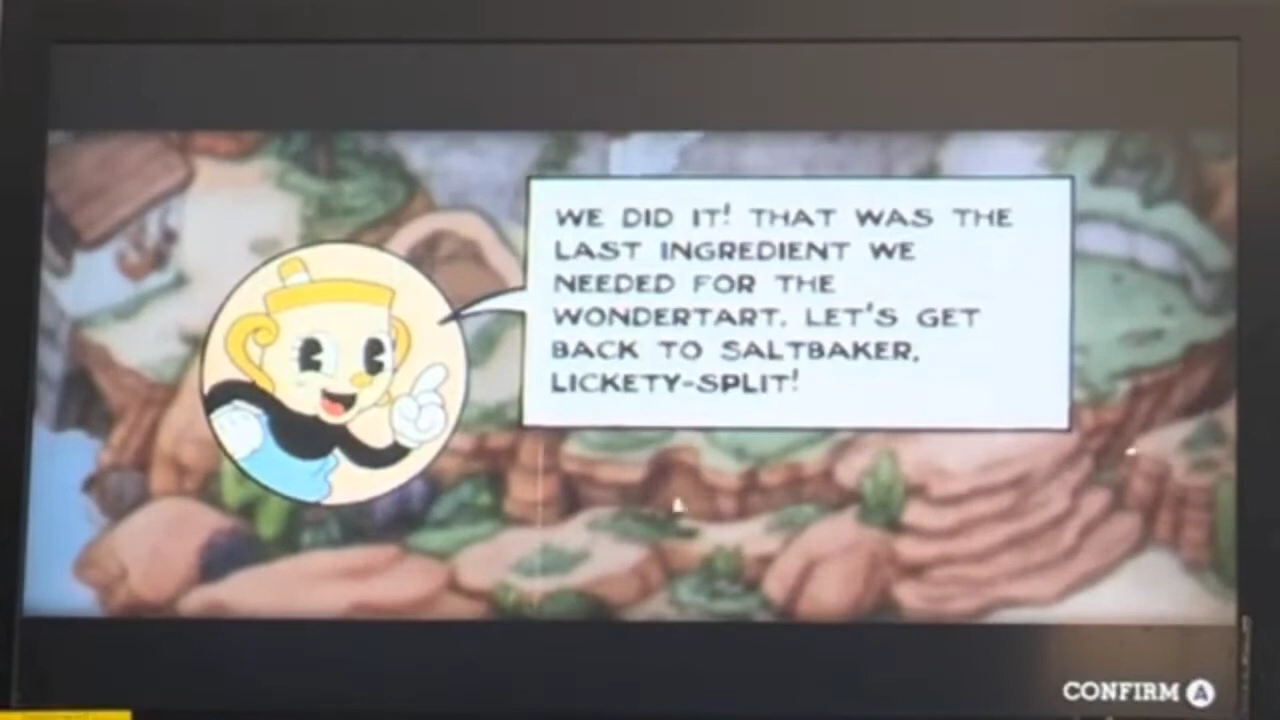 WE DID IT! THAT WAS THE
LAST INGREDIENT WE
NEEDED FOR THE
WONDERTART. LET'S GET
BACK TO SALTBAKER,
LICKETY-SPLIT!
CONFIRM A